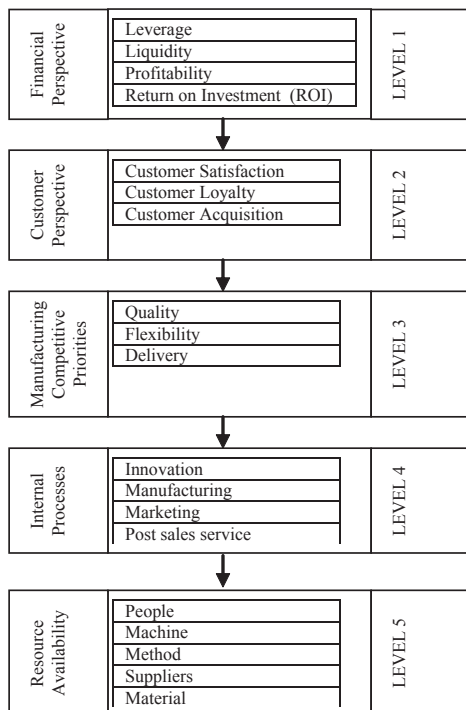 Financial
Perspective
Leverage
Liquidity
Profitability
Return on Investment (ROI)
LEVEL 1
Customer
Perspective
Customer Satisfaction
Customer Loyalty
Customer Acquisition
LEVEL 2
Manufacturing
Competitive
Priorities
Quality
Flexibility
Delivery
LEVEL 3
Internal
Processes
Innovation
Manufacturing
Marketing
Post sales service
LEVEL 4
Resource
Availability
People
Machine
Method
Suppliers
Material
LEVEL 5